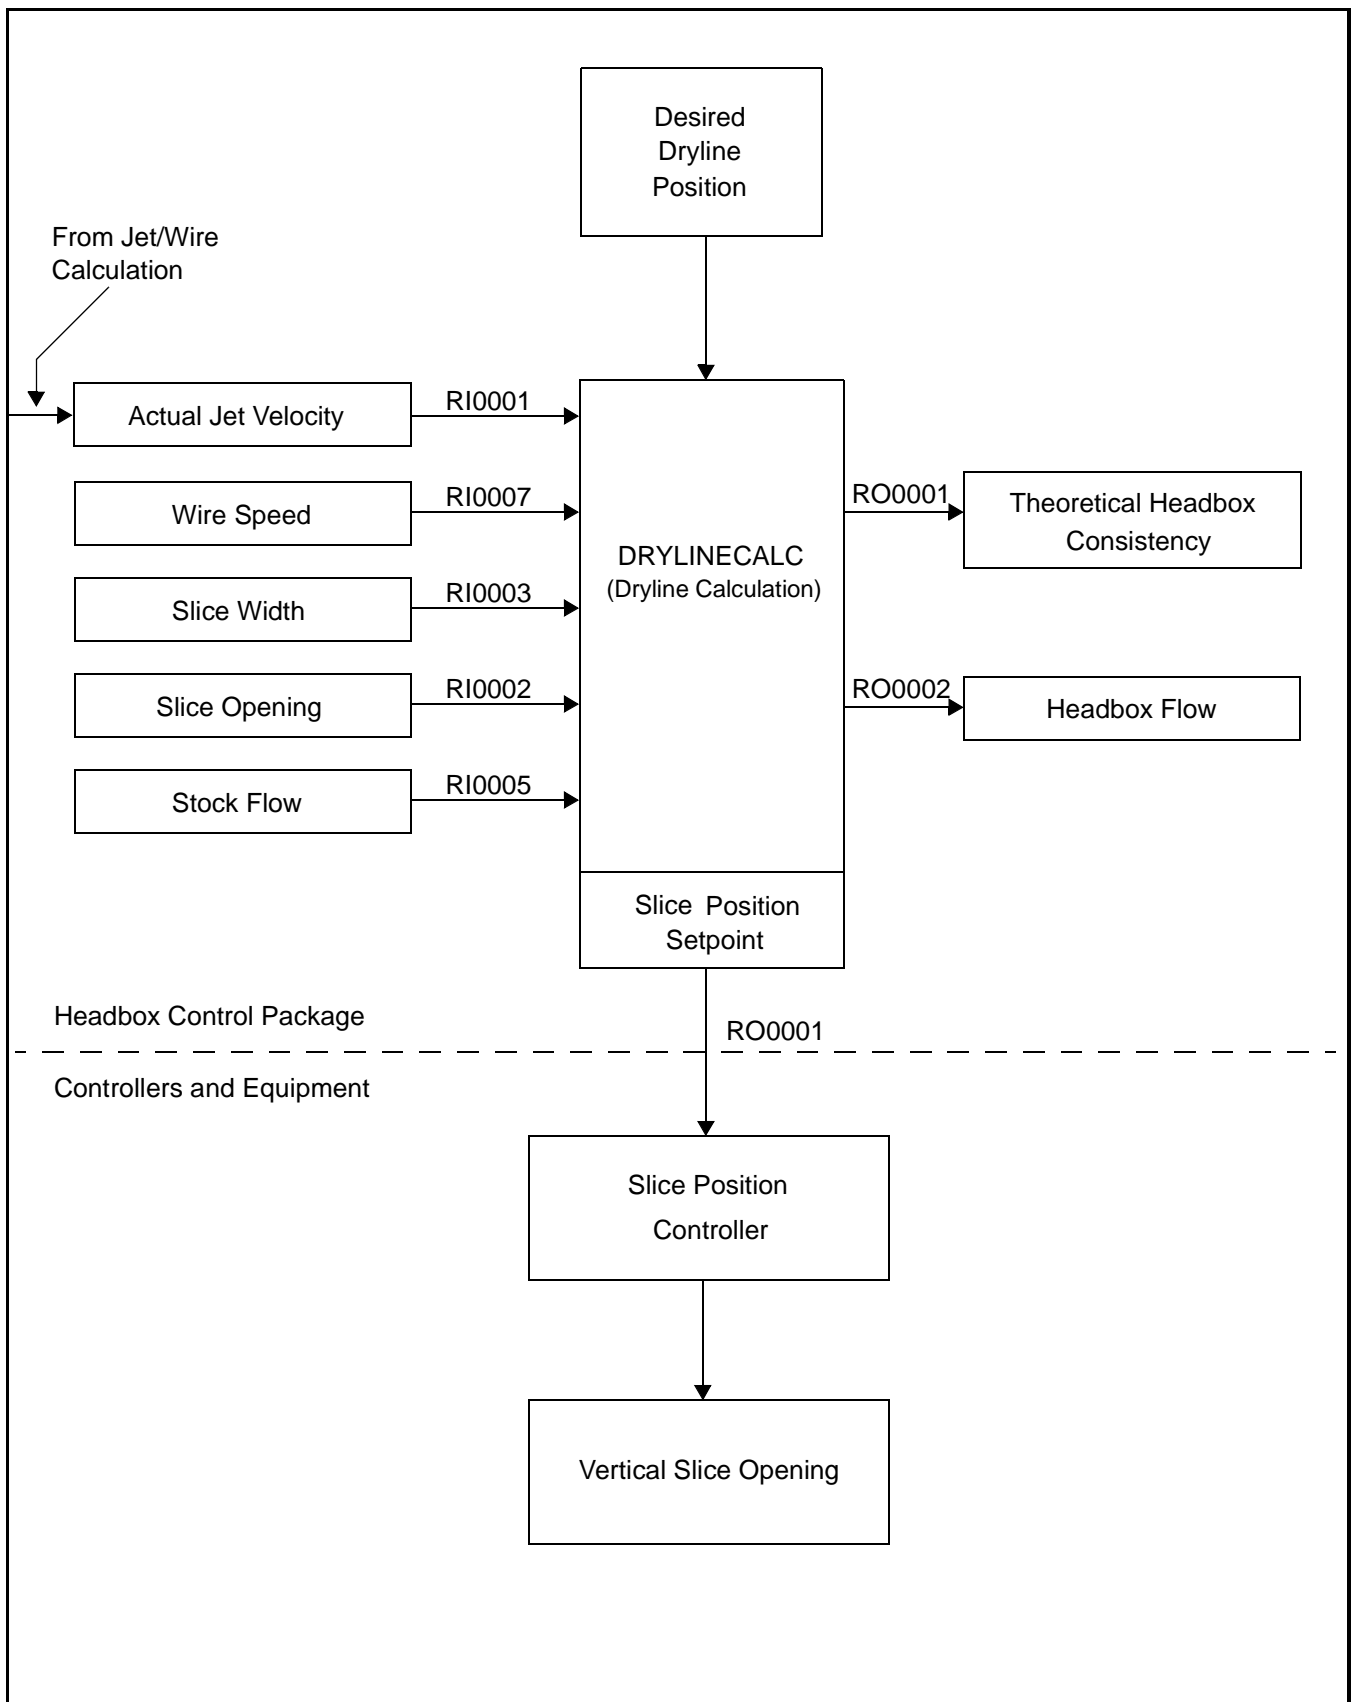 Desired
Dryline
Position
From Jet/Wire
Calculation
Actual Jet Velocity
RI0001
Wire Speed
RI0007
Slice Width
RI0003
Slice Opening
RI0002
Stock Flow
RI0005
DRYLINECALC
(Dryline Calculation)
RO0001
Theoretical Headbox
Consistency
RO0002
Headbox Flow
Slice Position
Setpoint
Headbox Control Package
RO0001
Controllers and Equipment
Slice Position
Controller
Vertical Slice Opening